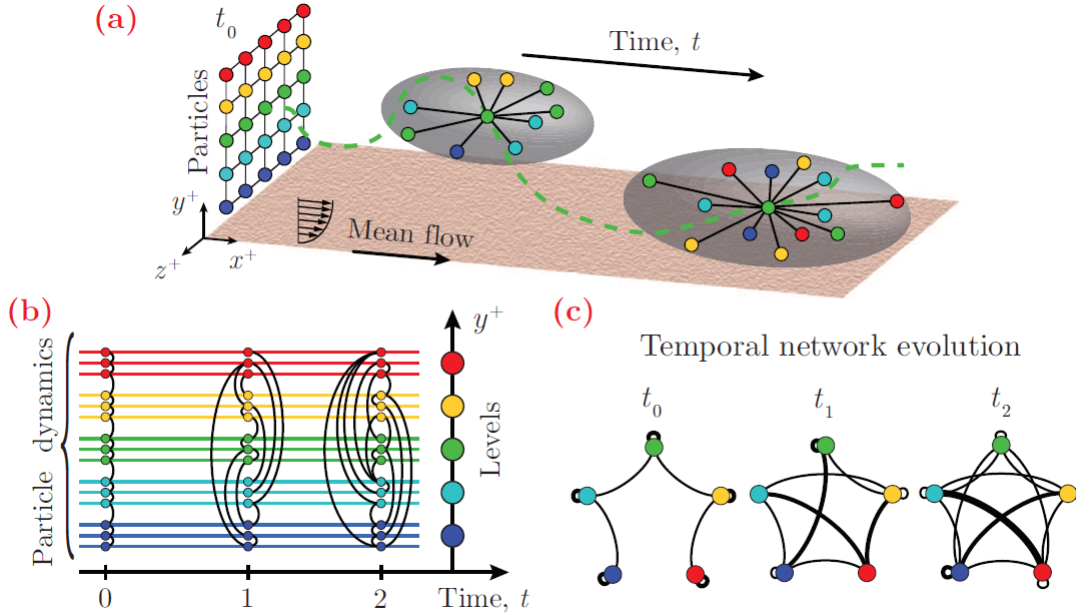 (a)
t₀
Particles
Time, t
y⁺
z⁺
x⁺
Mean flow
(b)
Particle dynamics
y⁺
Levels
0
1
2
Time, t
(c)
Temporal network evolution
t₀
t₁
t₂